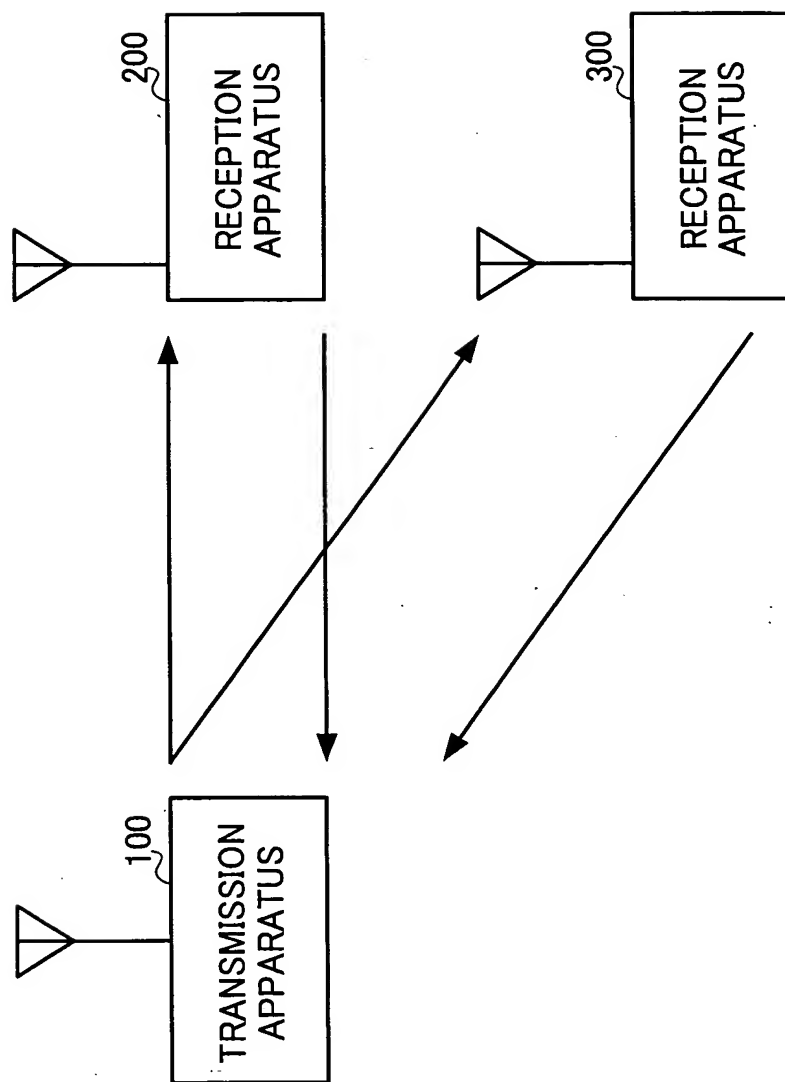 100
TRANSMISSION
APPARATUS
200
RECEPTION
APPARATUS
300
RECEPTION
APPARATUS